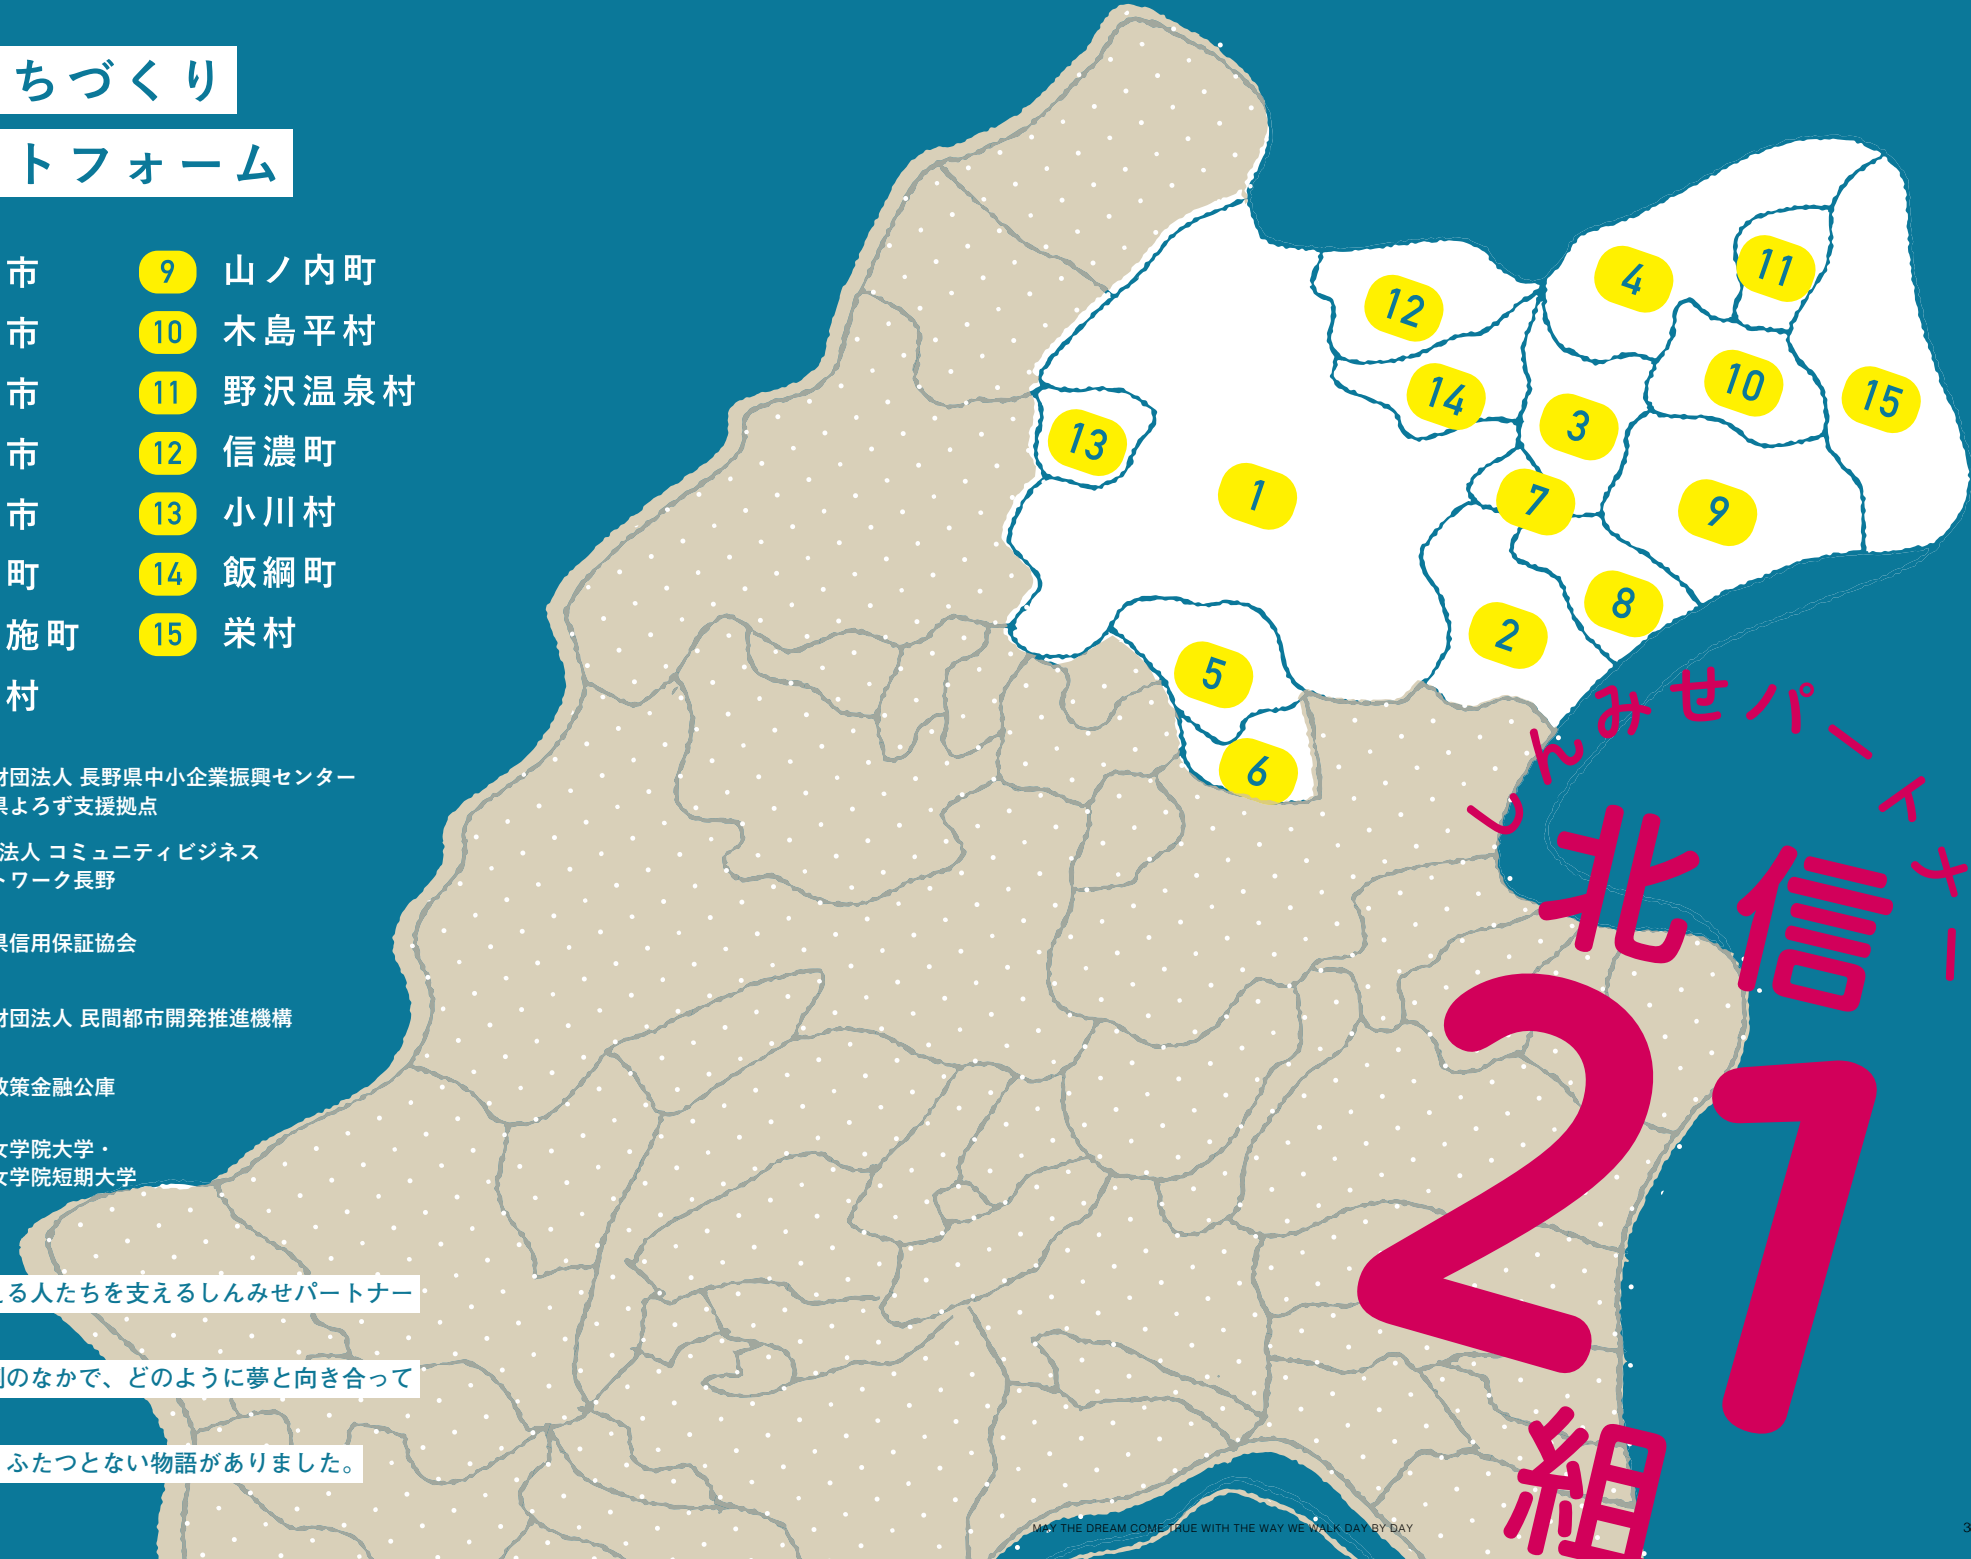 ちづくり
トフォーム
市
市
市
市
市
町
施町
村
9 山ノ内町
10 木島平村
11 野沢温泉村
12 信濃町
13 小川村
14 飯綱町
15 栄村
財団法人 長野県中小企業振興センター
県よろず支援拠点
法人 コミュニティビジネス
トワーク長野
県信用保証協会
財団法人 民間都市開発推進機構
政策金融公庫
女学院大学・
女学院短期大学
える人たちを支えるしんみせパートナー
のなかで、どのように夢と向き合って
ふたつとない物語がありました。
4
11
12
10
15
14
3
13
1
7
9
8
2
5
6
しんみせパーティメー
北信
21
組
MAY THE DREAM COME TRUE WITH THE WAY WE WALK DAY BY DAY
3